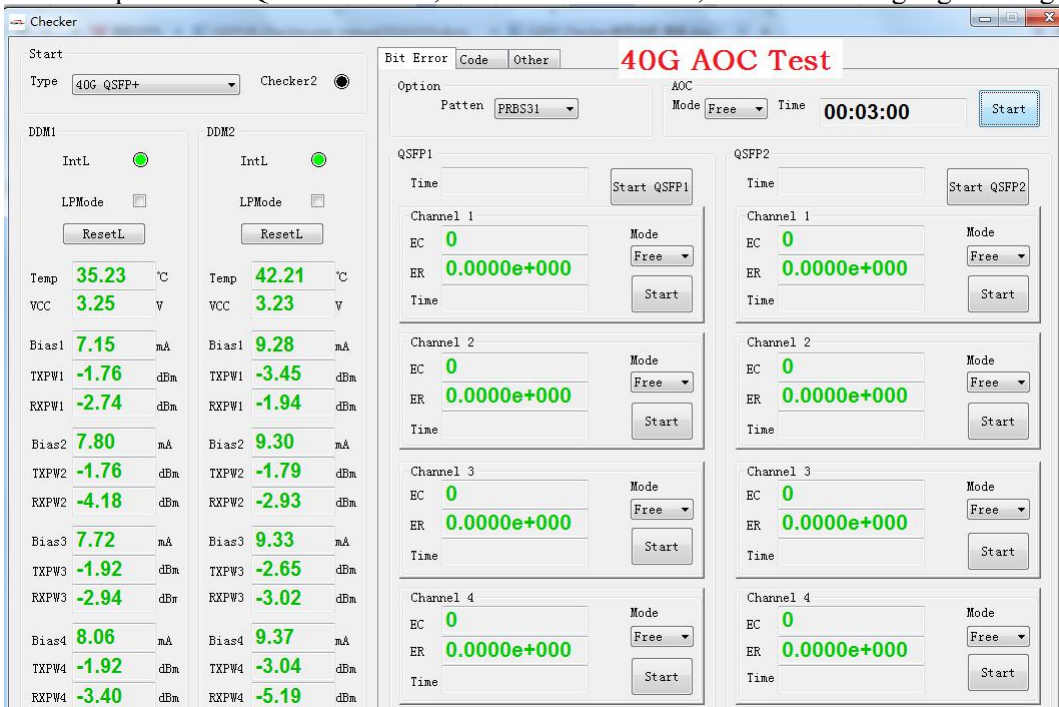 Checker
Start
Type 40G QSFP+ Checker2
DDM1
IntL
LPMode
ResetL
Temp 35.23 ℃
VCC 3.25 V
Bias1 7.15 mA
TXPW1 -1.76 dBm
RXPW1 -2.74 dBm
Bias2 7.80 mA
TXPW2 -1.76 dBm
RXPW2 -4.18 dBm
Bias3 7.72 mA
TXPW3 -1.92 dBm
RXPW3 -2.94 dBm
Bias4 8.06 mA
TXPW4 -1.92 dBm
RXPW4 -3.40 dBm
DDM2
IntL
LPMode
ResetL
Temp 42.21 ℃
VCC 3.23 V
Bias1 9.28 mA
TXPW1 -3.45 dBm
RXPW1 -1.94 dBm
Bias2 9.30 mA
TXPW2 -1.79 dBm
RXPW2 -2.93 dBm
Bias3 9.33 mA
TXPW3 -2.65 dBm
RXPW3 -3.02 dBm
Bias4 9.37 mA
TXPW4 -3.04 dBm
RXPW4 -5.19 dBm
Bit Error Code Other
40G AOC Test
Option
Patten PRBS31
AOC
Mode Free Time 00:03:00 Start
QSFP1
Time Start QSFP1
Channel 1
EC 0 Mode
Free
ER 0.0000e+000
Time Start
Channel 2
EC 0 Mode
Free
ER 0.0000e+000
Time Start
Channel 3
EC 0 Mode
Free
ER 0.0000e+000
Time Start
Channel 4
EC 0 Mode
Free
ER 0.0000e+000
Time Start
QSFP2
Time Start QSFP2
Channel 1
EC 0 Mode
Free
ER 0.0000e+000
Time Start
Channel 2
EC 0 Mode
Free
ER 0.0000e+000
Time Start
Channel 3
EC 0 Mode
Free
ER 0.0000e+000
Time Start
Channel 4
EC 0 Mode
Free
ER 0.0000e+000
Time Start